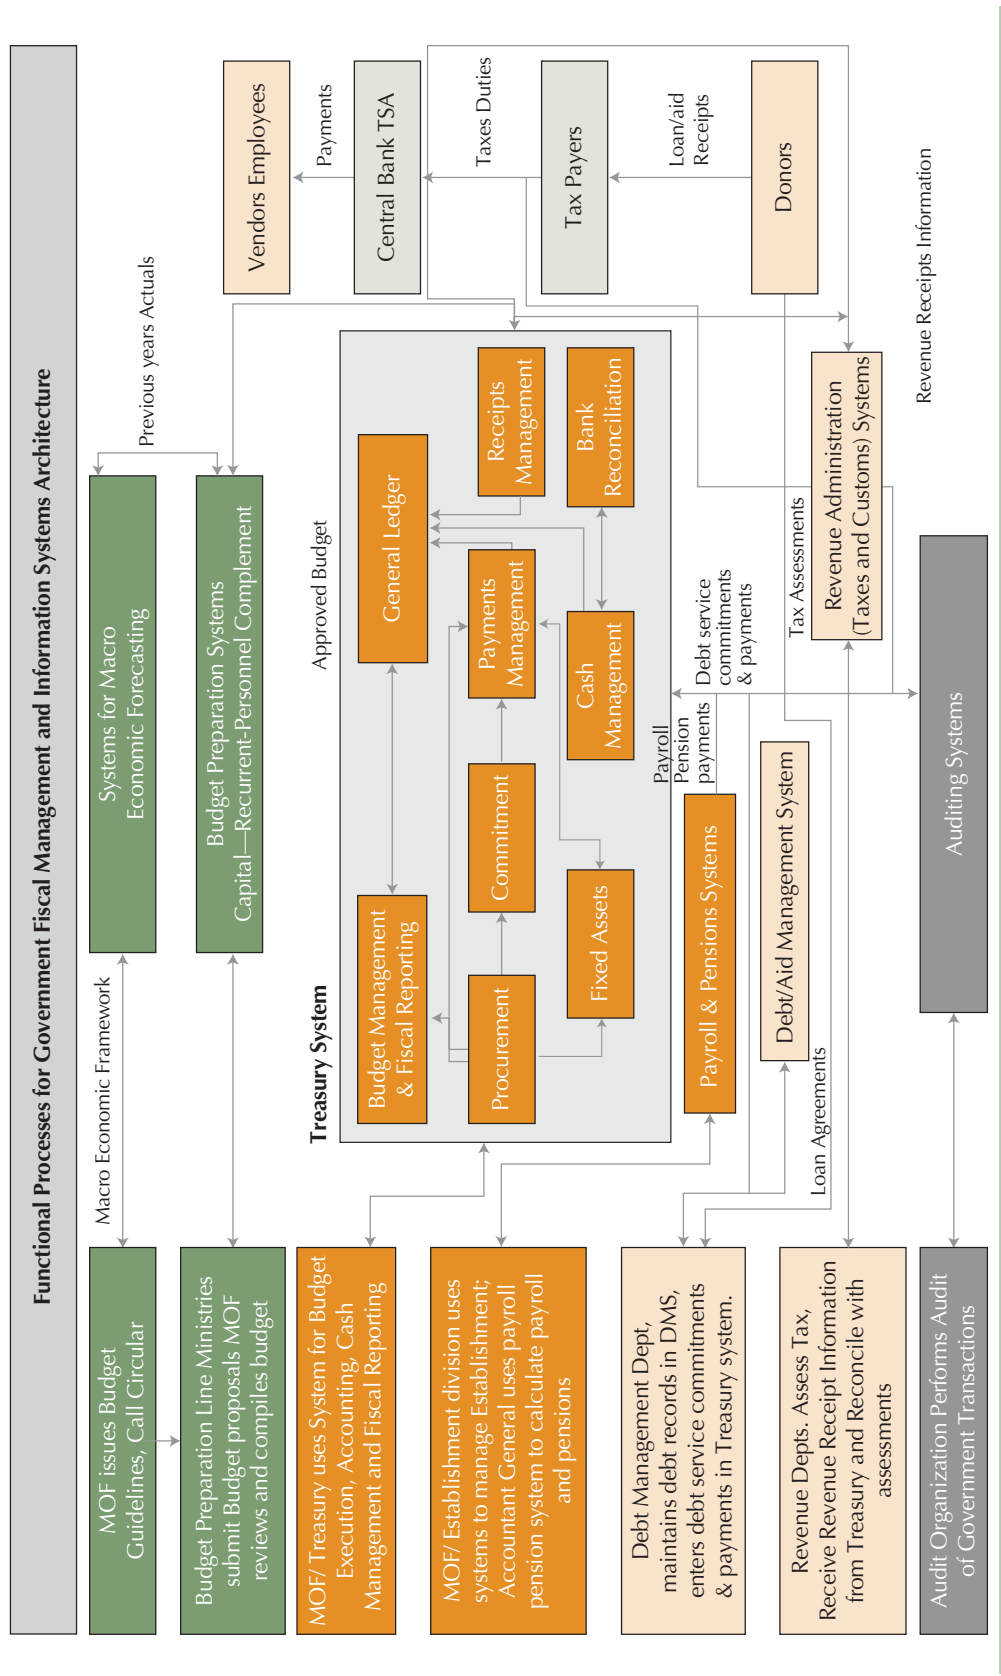 Functional Processes for Government Fiscal Management and Information Systems Architecture
MOF issues Budget
Guidelines, Call Circular
Macro Economic Framework
Systems for Macro
Economic Forecasting
Previous years Actuals
Budget Preparation Line Ministries
submit Budget proposals MOF
reviews and compiles budget
Budget Preparation Systems
Capital—Recurrent-Personnel Complement
Vendors Employees
Payments
Central Bank TSA
Taxes Duties
Tax Payers
Loan/aid
Receipts
Donors
MOF/ Treasury uses System for Budget
Execution, Accounting, Cash
Management and Fiscal Reporting
Treasury System
Approved Budget
Budget Management
& Fiscal Reporting
General Ledger
Procurement
Commitment
Payments
Management
Receipts
Management
Fixed Assets
Cash
Management
Bank
Reconciliation
MOF/ Establishment division uses
systems to manage Establishment;
Accountant General uses payroll
pension system to calculate payroll
and pensions
Payroll & Pensions Systems
Payroll
Pension
payments
Debt service
commitments
& payments
Debt Management Dept,
maintains debt records in DMS,
enters debt service commitments
& payments in Treasury system.
Debt/Aid Management System
Loan Agreements
Tax Assessments
Revenue Depts. Assess Tax,
Receive Revenue Receipt Information
from Treasury and Reconcile with
assessments
Revenue Administration
(Taxes and Customs) Systems
Revenue Receipts Information
Audit Organization Performs Audit
of Government Transactions
Auditing Systems